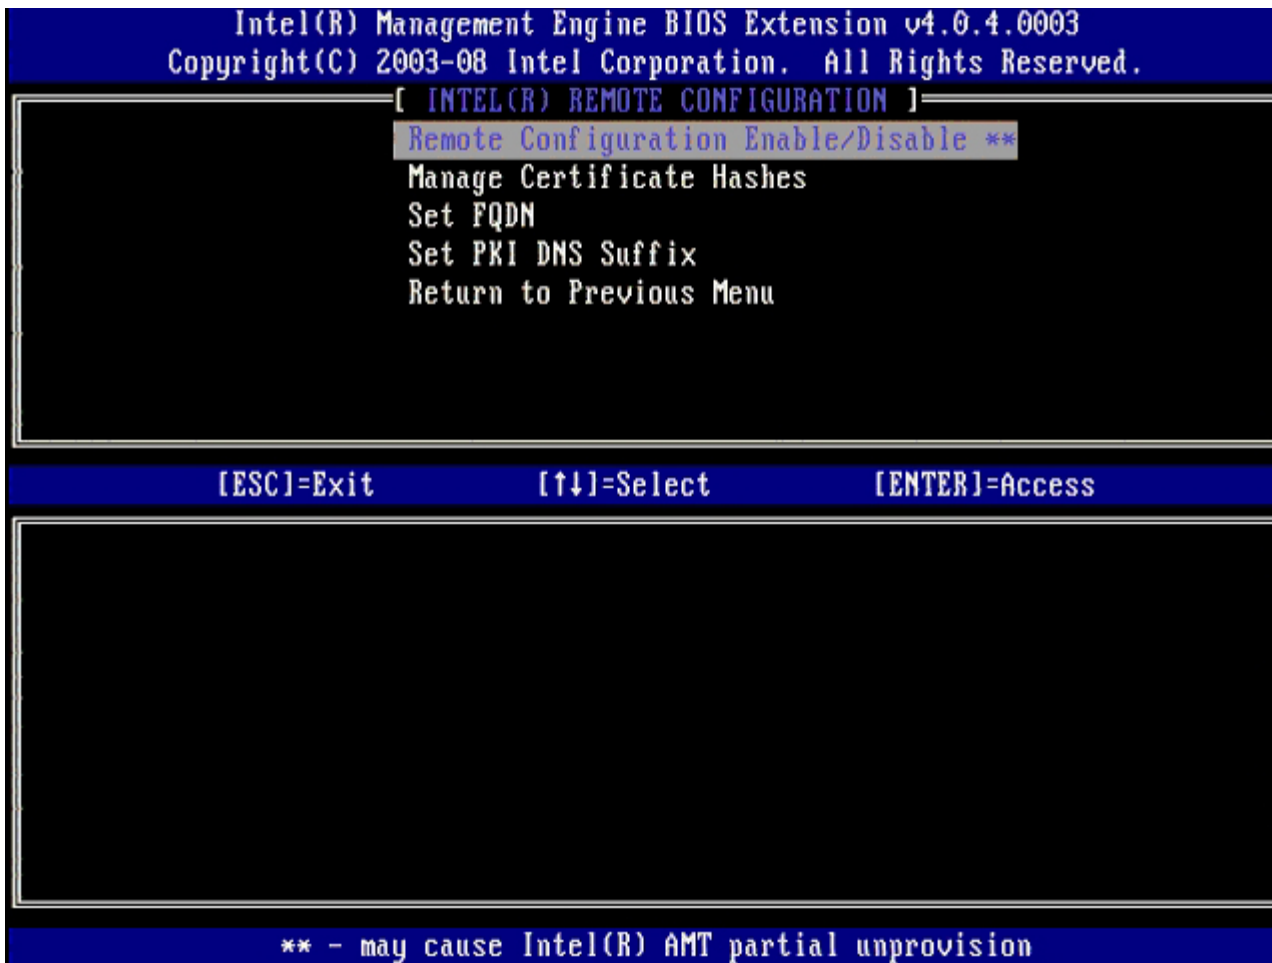 Intel(R) Management Engine BIOS Extension v4.0.4.0003
Copyright(C) 2003-08 Intel Corporation. All Rights Reserved.
[ INTEL(R) REMOTE CONFIGURATION ]
Remote Configuration Enable/Disable **
Manage Certificate Hashes
Set FQDN
Set PKI DNS Suffix
Return to Previous Menu
[ESC]=Exit [↑↓]=Select [ENTER]=Access
** - may cause Intel(R) AMT partial unprovision